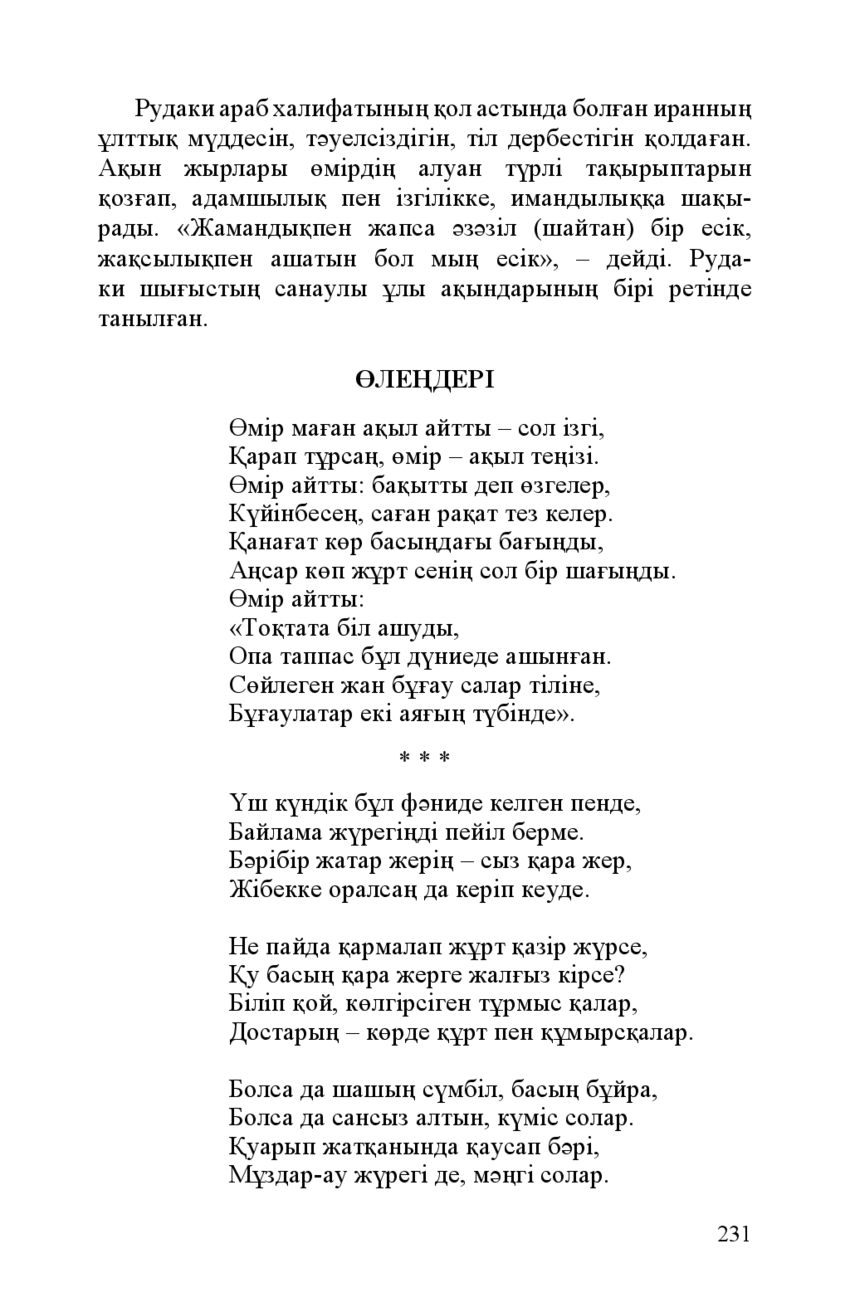 Рудаки араб халифатының қол астында болған иранның
ұлттық мүддесін, тәуелсіздігін, тіл дербестігін қолдаған.
Ақын жырлары өмірдің алуан түрлі тақырыптарын
қозғап, адамшылық пен ізгілікке, имандылыққа шақы-
рады. «Жамандықпен жапса әзәзіл (шайтан) бір есік,
жақсылықпен ашатын бол мың есік», – дейді. Руда-
ки шығыстың санаулы ұлы ақындарының бірі ретінде
танылған.
ӨЛЕҢДЕРІ
Өмір маған ақыл айтты – сол ізгі,
Қарап тұрсаң, өмір – ақыл теңізі.
Өмір айтты: бақытты деп өзгелер,
Күйінбесең, саған рақат тез келер.
Қанағат көр басыңдағы бағыңды,
Аңсар көп жұрт сенің сол бір шағыңды.
Өмір айтты:
«Тоқтата біл ашуды,
Опа таппас бұл дүниеде ашынған.
Сөйлеген жан бұғау салар тіліне,
Бұғаулатар екі аяғың түбінде».
* * *
Үш күндік бұл фәниде келген пенде,
Байлама жүрегіңді пейіл берме.
Бәрібір жатар жерің – сыз қара жер,
Жібекке оралсаң да керіп кеуде.
Не пайда қармалап жұрт қазір жүрсе,
Қу басың қара жерге жалғыз кірсе?
Біліп қой, көлгірсіген тұрмыс қалар,
Достарың – көрде құрт пен құмырсқалар.
Болса да шашың сүмбіл, басың бұйра,
Болса да сансыз алтын, күміс солар.
Қуарып жатқанында қаусап бәрі,
Мұздар-ау жүрегі де, мәңгі солар.
231